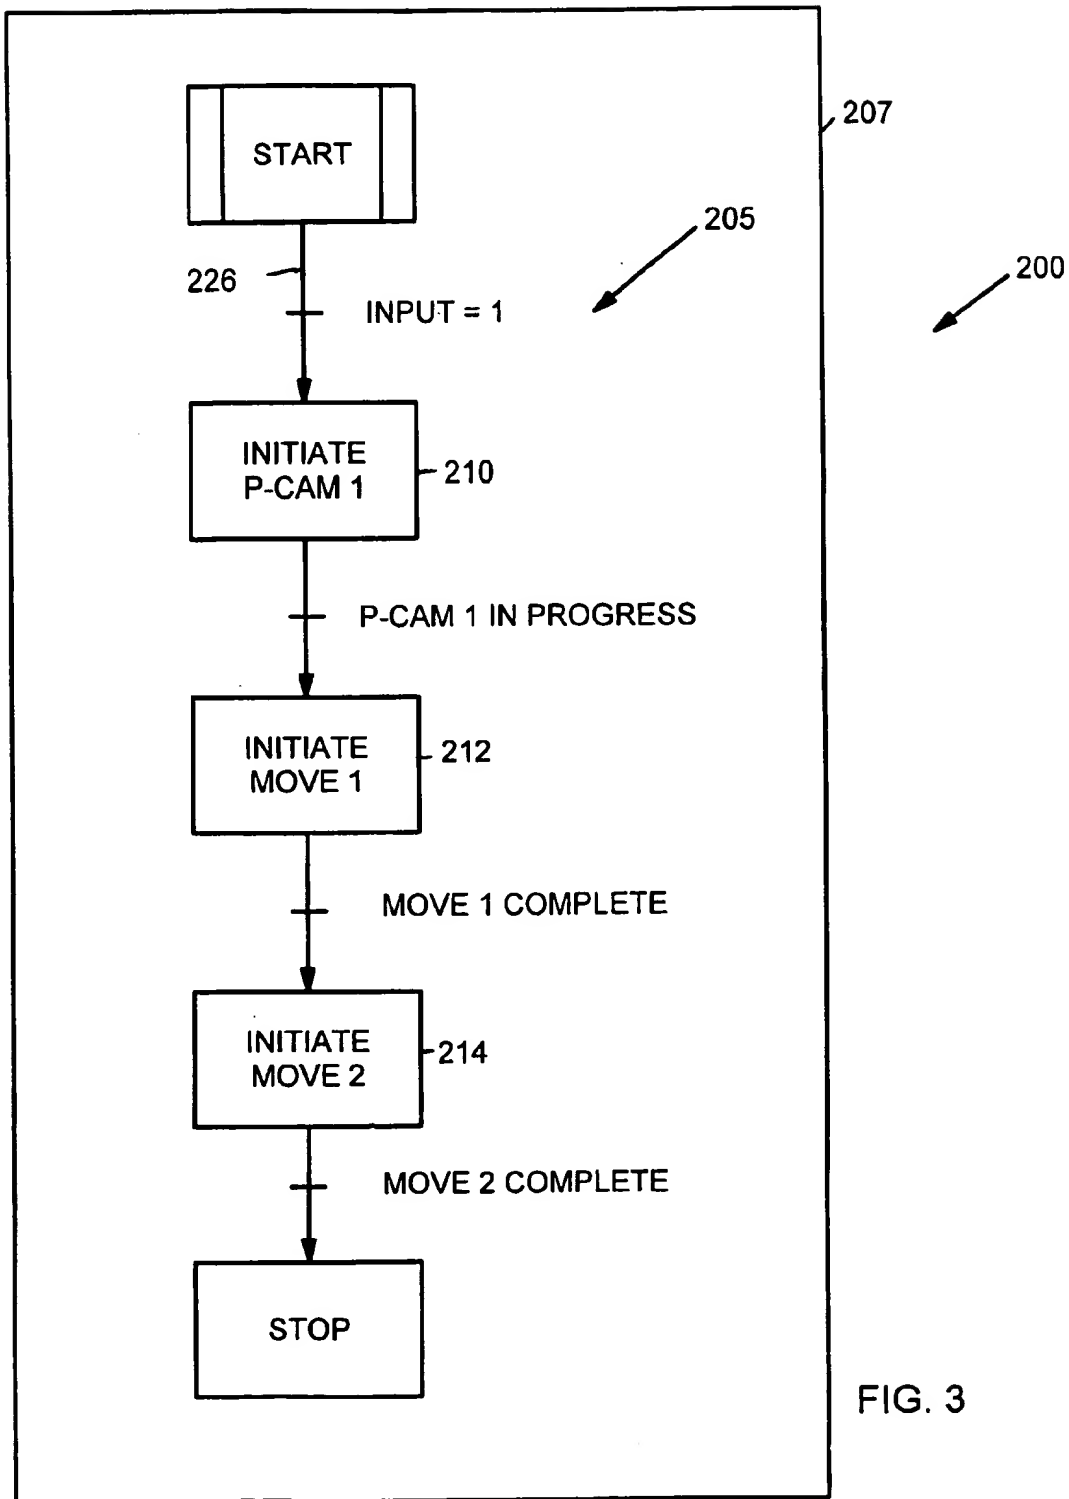 START
207
205
200
226
INPUT = 1
INITIATE
P-CAM 1
210
P-CAM 1 IN PROGRESS
INITIATE
MOVE 1
212
MOVE 1 COMPLETE
INITIATE
MOVE 2
214
MOVE 2 COMPLETE
STOP
FIG. 3